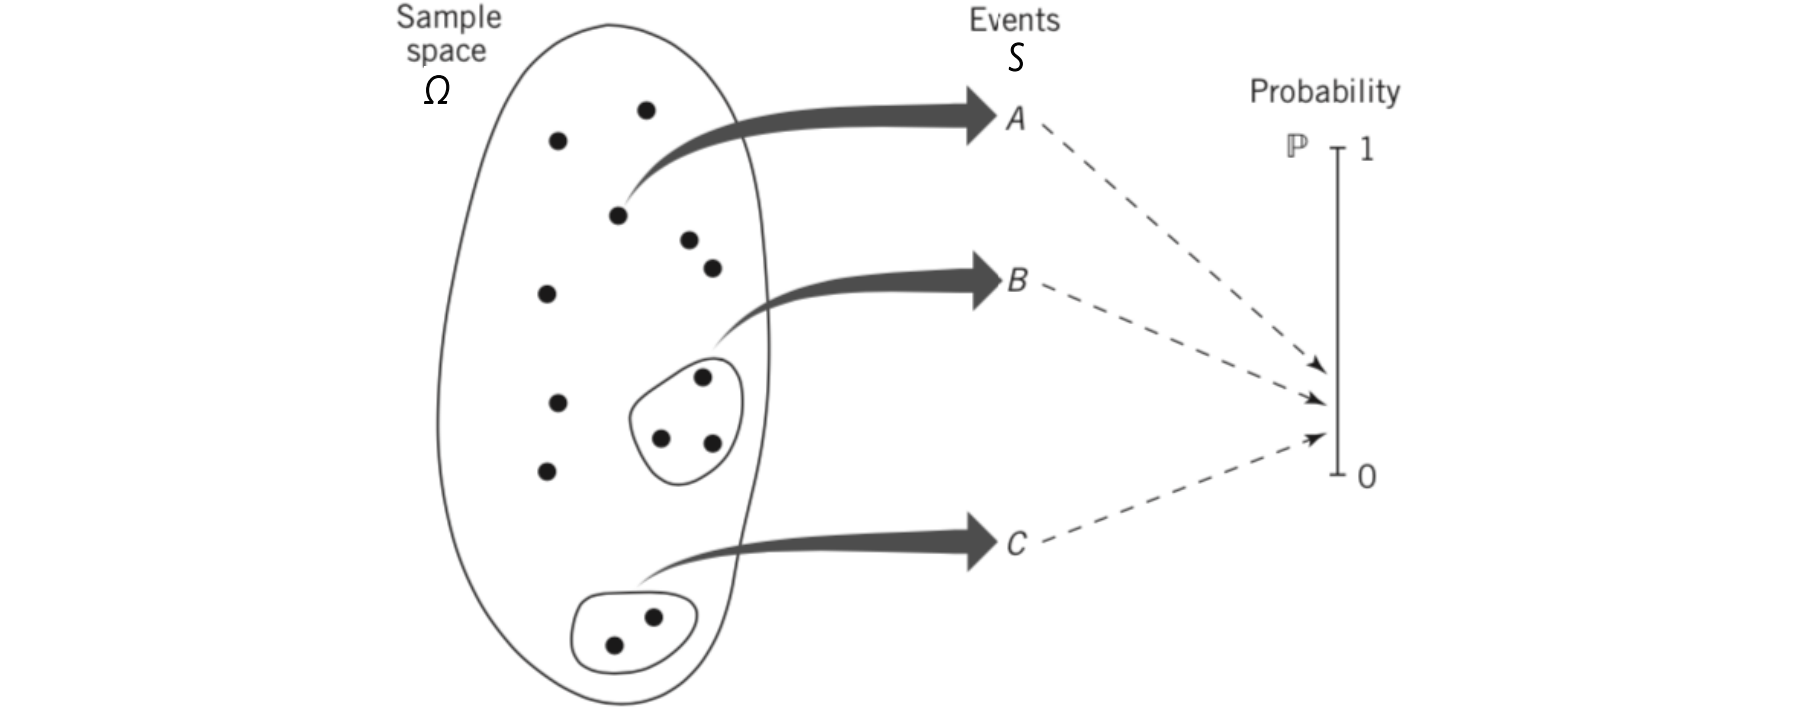 Sample
space
Ω
Events
S
A
B
C
Probability
ℙ 1
0